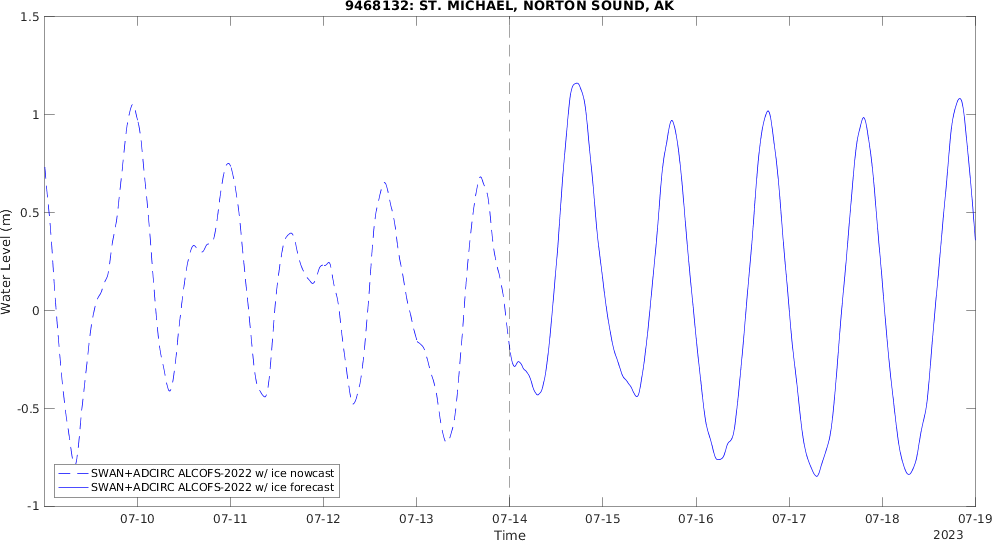 9468132: ST. MICHAEL, NORTON SOUND, AK
1.5
1
0.5
0
-0.5
-1
Water Level (m)
SWAN+ADCIRC ALCOFS-2022 w/ ice nowcast
SWAN+ADCIRC ALCOFS-2022 w/ ice forecast
07-10 07-11 07-12 07-13 07-14 07-15 07-16 07-17 07-18 07-19
Time
2023